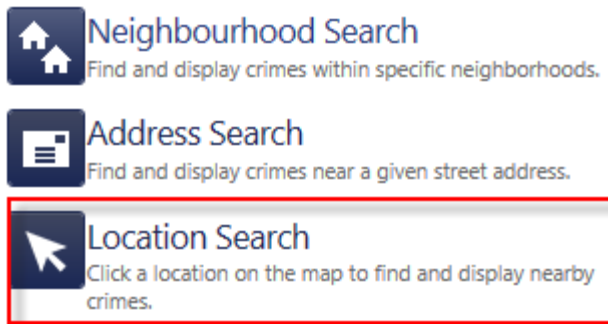 Neighbourhood Search
Find and display crimes within specific neighborhoods.
Address Search
Find and display crimes near a given street address.
Location Search
Click a location on the map to find and display nearby
crimes.